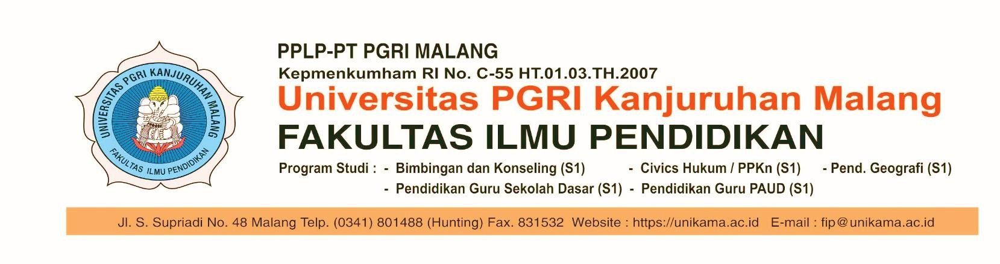 UNIVERSITAS PGRI KANJURUHAN MALANG
FAKULTAS ILMU PENDIDIKAN
PPLP-PT PGRI MALANG
Kepmenkumham RI No. C-55 HT.01.03.TH.2007
Universitas PGRI Kanjuruhan Malang
FAKULTAS ILMU PENDIDIKAN
Program Studi : - Bimbingan dan Konseling (S1) - Civics Hukum / PPKn (S1) - Pend. Geografi (S1)
- Pendidikan Guru Sekolah Dasar (S1) - Pendidikan Guru PAUD (S1)
Jl. S. Supriadi No. 48 Malang Telp. (0341) 801488 (Hunting) Fax. 831532 Website : https://unikama.ac.id E-mail : fip@unikama.ac.id